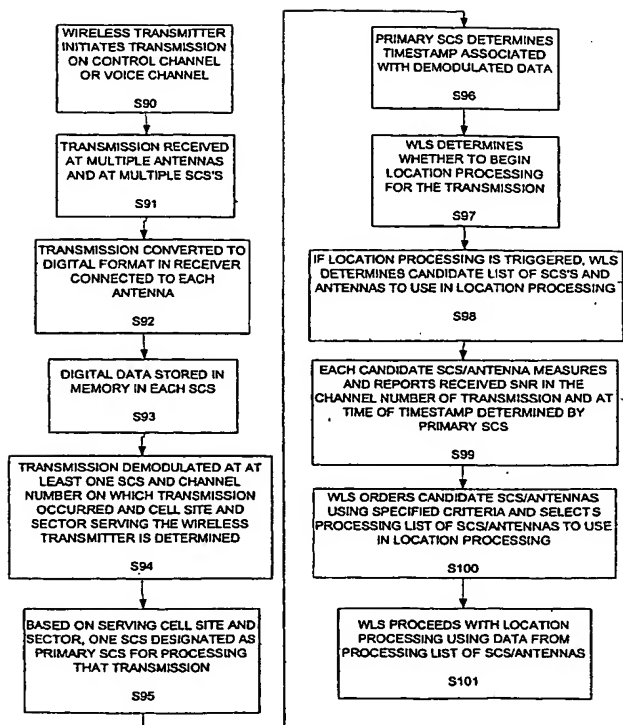 WIRELESS TRANSMITTER
INITIATES TRANSMISSION
ON CONTROL CHANNEL
OR VOICE CHANNEL
S90
TRANSMISSION RECEIVED
AT MULTIPLE ANTENNAS
AND AT MULTIPLE SCS'S
S91
TRANSMISSION CONVERTED TO
DIGITAL FORMAT IN RECEIVER
CONNECTED TO EACH
ANTENNA
S92
DIGITAL DATA STORED IN
MEMORY IN EACH SCS
S93
TRANSMISSION DEMODULATED AT AT
LEAST ONE SCS AND CHANNEL
NUMBER ON WHICH TRANSMISSION
OCCURRED AND CELL SITE AND
SECTOR SERVING THE WIRELESS
TRANSMITTER IS DETERMINED
S94
BASED ON SERVING CELL SITE AND
SECTOR, ONE SCS DESIGNATED AS
PRIMARY SCS FOR PROCESSING
THAT TRANSMISSION
S95
PRIMARY SCS DETERMINES
TIMESTAMP ASSOCIATED
WITH DEMODULATED DATA
S96
WLS DETERMINES
WHETHER TO BEGIN
LOCATION PROCESSING
FOR THE TRANSMISSION
S97
IF LOCATION PROCESSING IS TRIGGERED, WLS
DETERMINES CANDIDATE LIST OF SCS'S AND
ANTENNAS TO USE IN LOCATION PROCESSING
S98
EACH CANDIDATE SCS/ANTENNA MEASURES
AND REPORTS RECEIVED SNR IN THE
CHANNEL NUMBER OF TRANSMISSION AND AT
TIME OF TIMESTAMP DETERMINED BY
PRIMARY SCS
S99
WLS ORDERS CANDIDATE SCS/ANTENNAS
USING SPECIFIED CRITERIA AND SELECTS
PROCESSING LIST OF SCS/ANTENNAS TO USE
IN LOCATION PROCESSING
S100
WLS PROCEEDS WITH LOCATION
PROCESSING USING DATA FROM
PROCESSING LIST OF SCS/ANTENNAS
S101